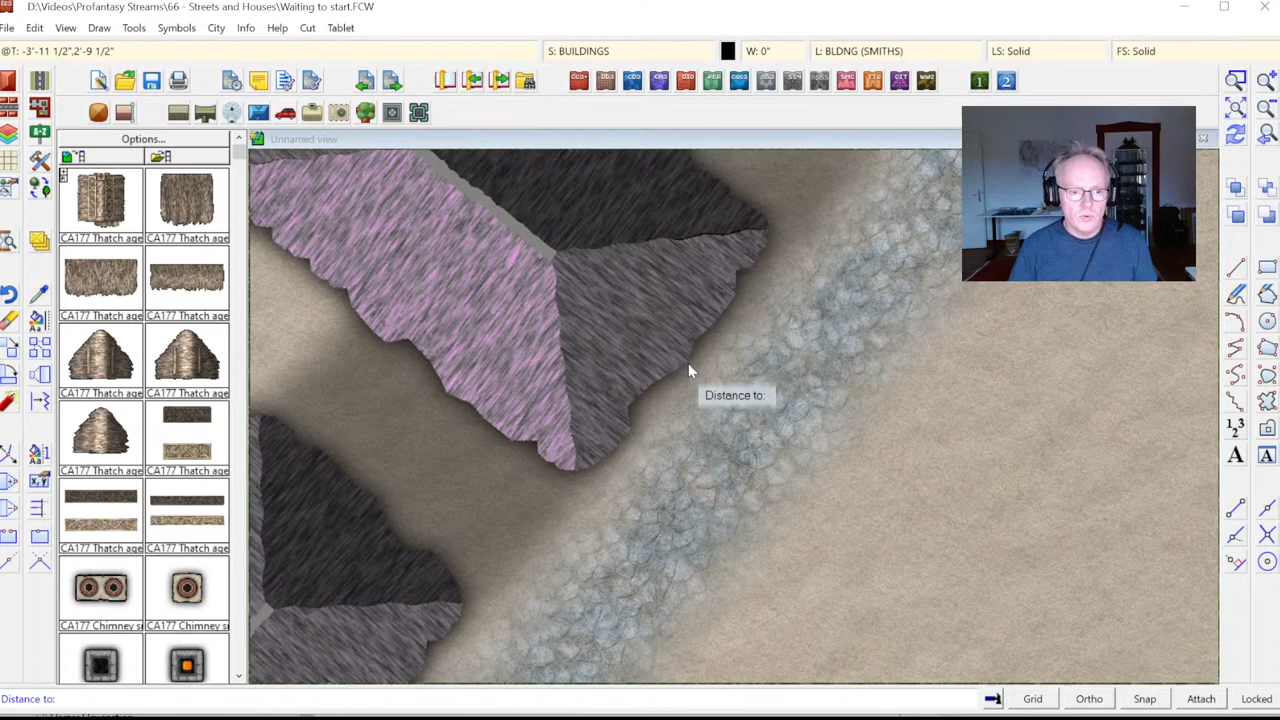 D:\Videos\Profantasy Streams\66 - Streets and Houses\Waiting to start.FCW
File Edit View Draw Tools Symbols City Info Help Cut Tablet
@T: -3'-11 1/2",2'-9 1/2" S: BUILDINGS W: 0" L: BLDNG (SMITHS) LS: Solid FS: Solid
Options... Unnamed view
CA177 Thatch age CA177 Thatch age
CA177 Thatch age CA177 Thatch age
CA177 Thatch age CA177 Thatch age
Distance to:
CA177 Thatch age CA177 Thatch age
CA177 Thatch age CA177 Thatch age
CA177 Chimney s CA177 Chimney s
Distance to: Grid Ortho Snap Attach Locked